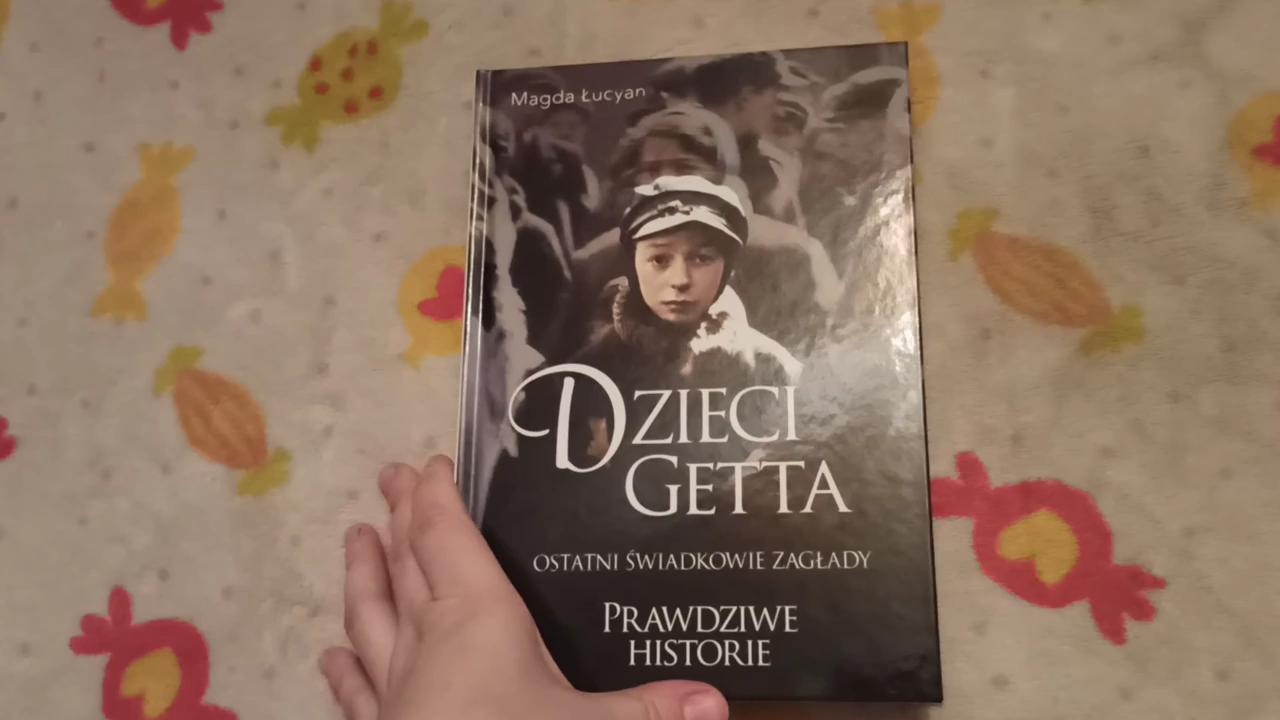 Magda Łucyan
DZIECI
GETTA
OSTATNI ŚWIADKOWIE ZAGŁADY
PRAWDZIWE
HISTORIE